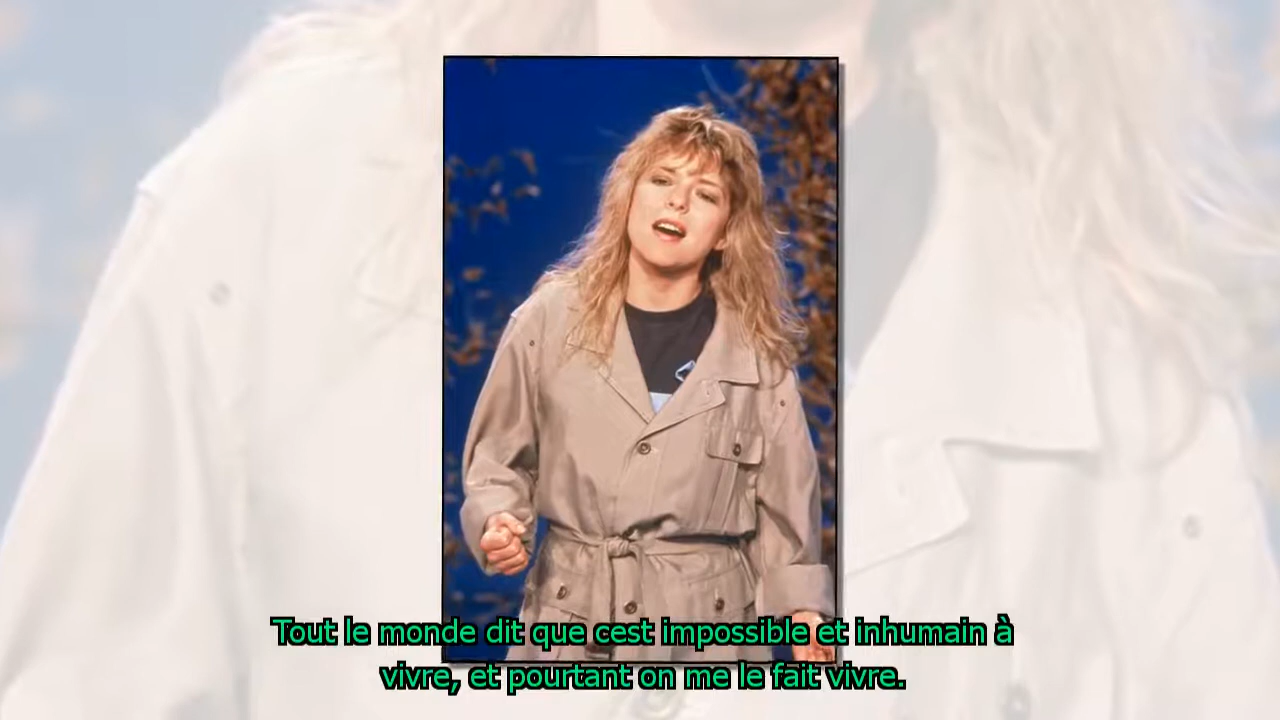 Tout le monde dit que cest impossible et inhumain à
vivre, et pourtant on me le fait vivre.